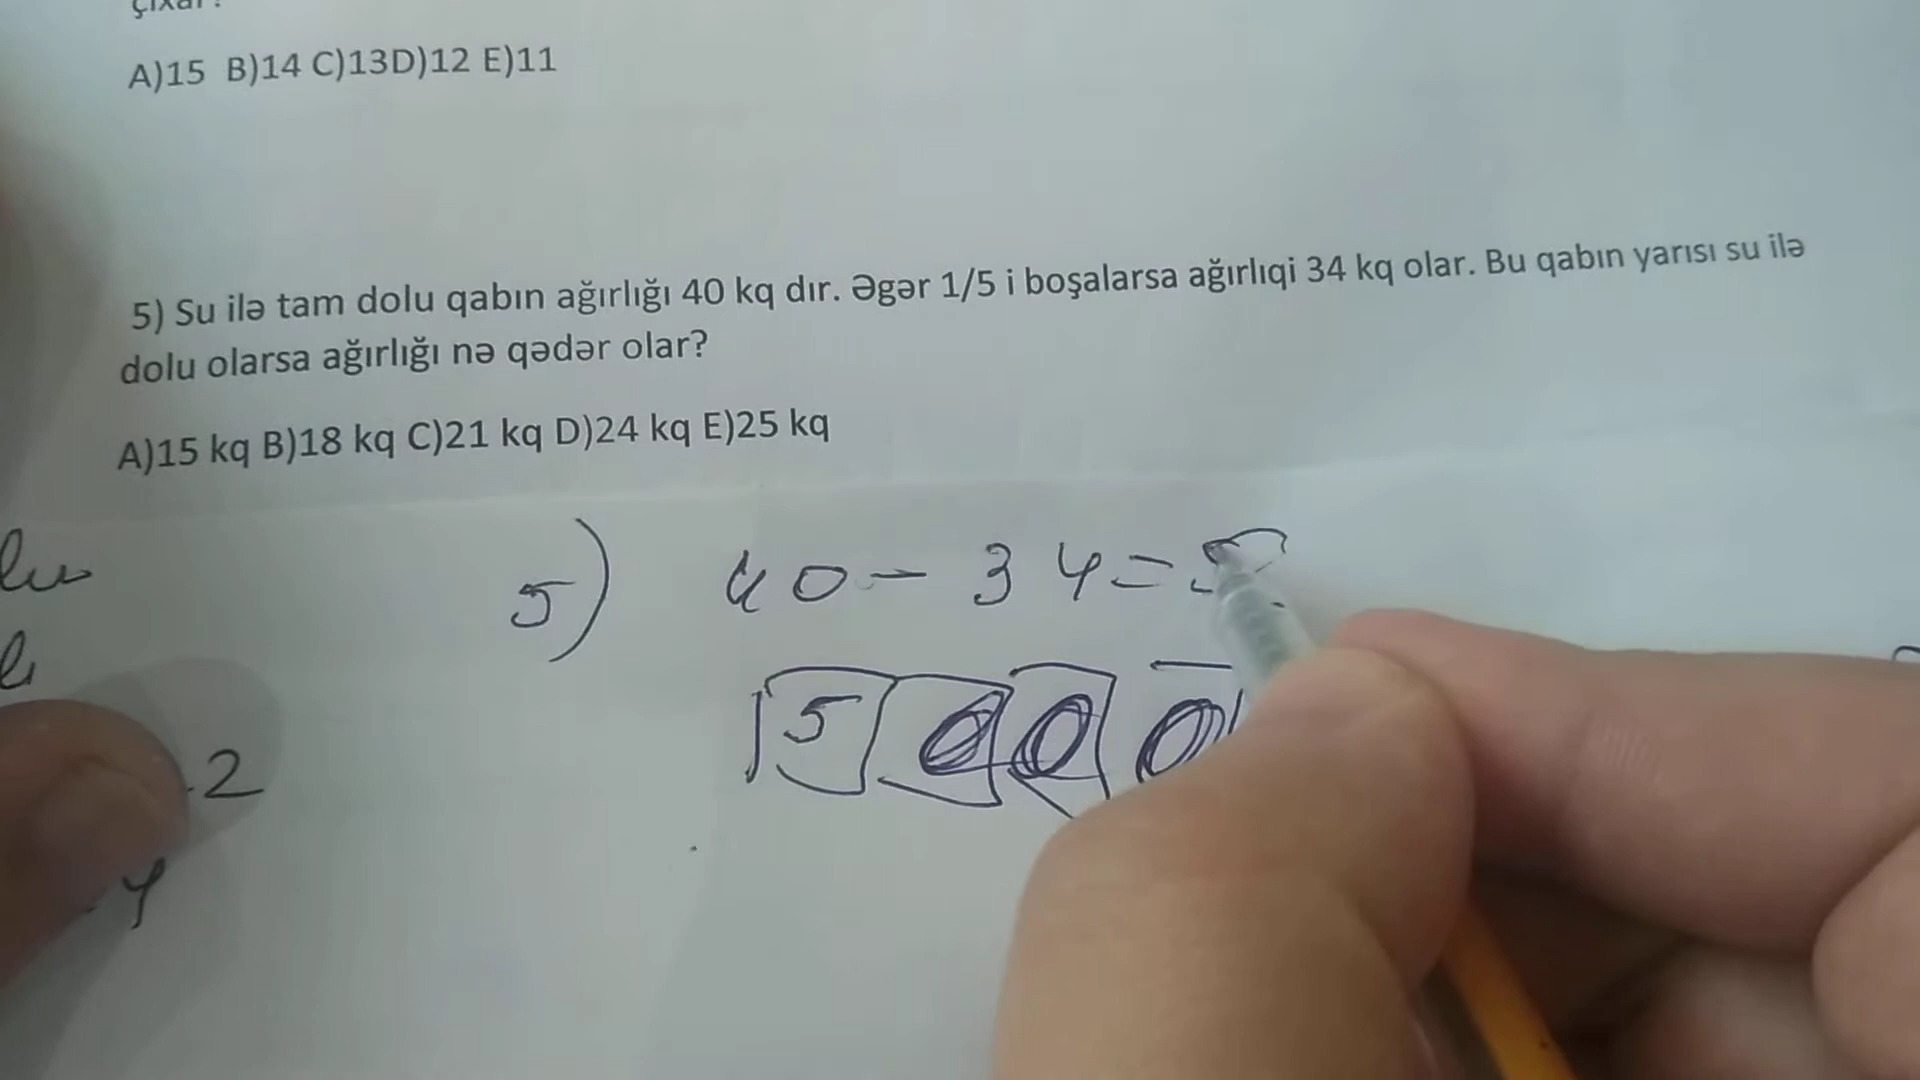 A)15 B)14 C)13D)12 E)11
5) Su ilə tam dolu qabın ağırlığı 40 kq dır. Əgər 1/5 i boşalarsa ağırlıqi 34 kq olar. Bu qabın yarısı su ilə
dolu olarsa ağırlığı nə qədər olar?
A)15 kq B)18 kq C)21 kq D)24 kq E)25 kq
5) 40 - 34 =
5
2
4